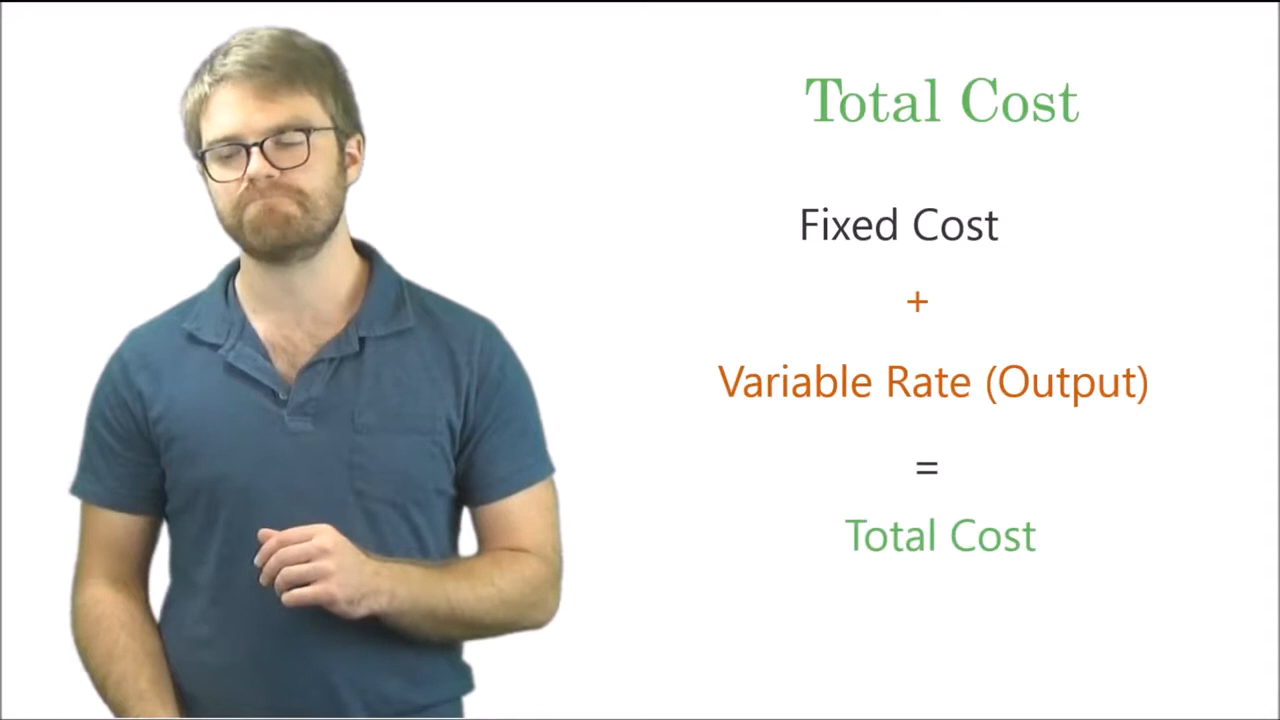 Total Cost
Fixed Cost
+
Variable Rate (Output)
=
Total Cost